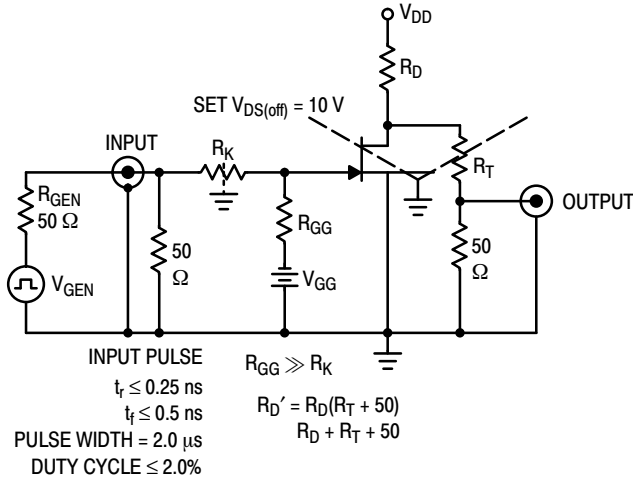 V_DD
R_D
SET V_DS(off) = 10 V
INPUT
R_K
R_T
R_GEN
50 Ω
R_GG
OUTPUT
50
Ω
50
Ω
V_GEN
V_GG
INPUT PULSE
t_r ≤ 0.25 ns
t_f ≤ 0.5 ns
PULSE WIDTH = 2.0 μs
DUTY CYCLE ≤ 2.0%
R_GG ≫ R_K
R_D′ = R_D(R_T + 50)
R_D + R_T + 50